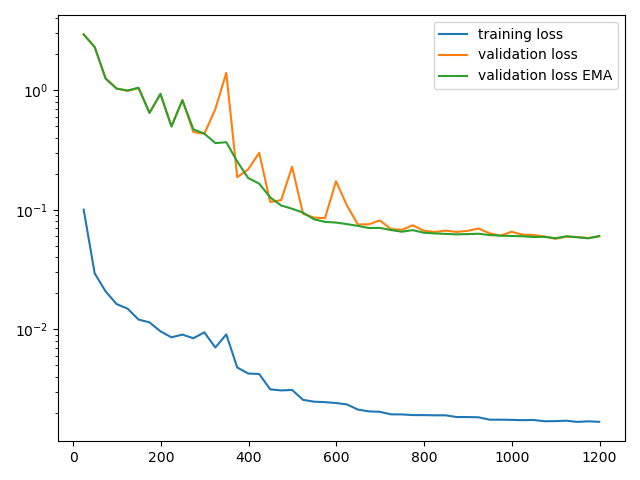 training loss
validation loss
validation loss EMA
10⁰
10⁻¹
10⁻²
0 200 400 600 800 1000 1200